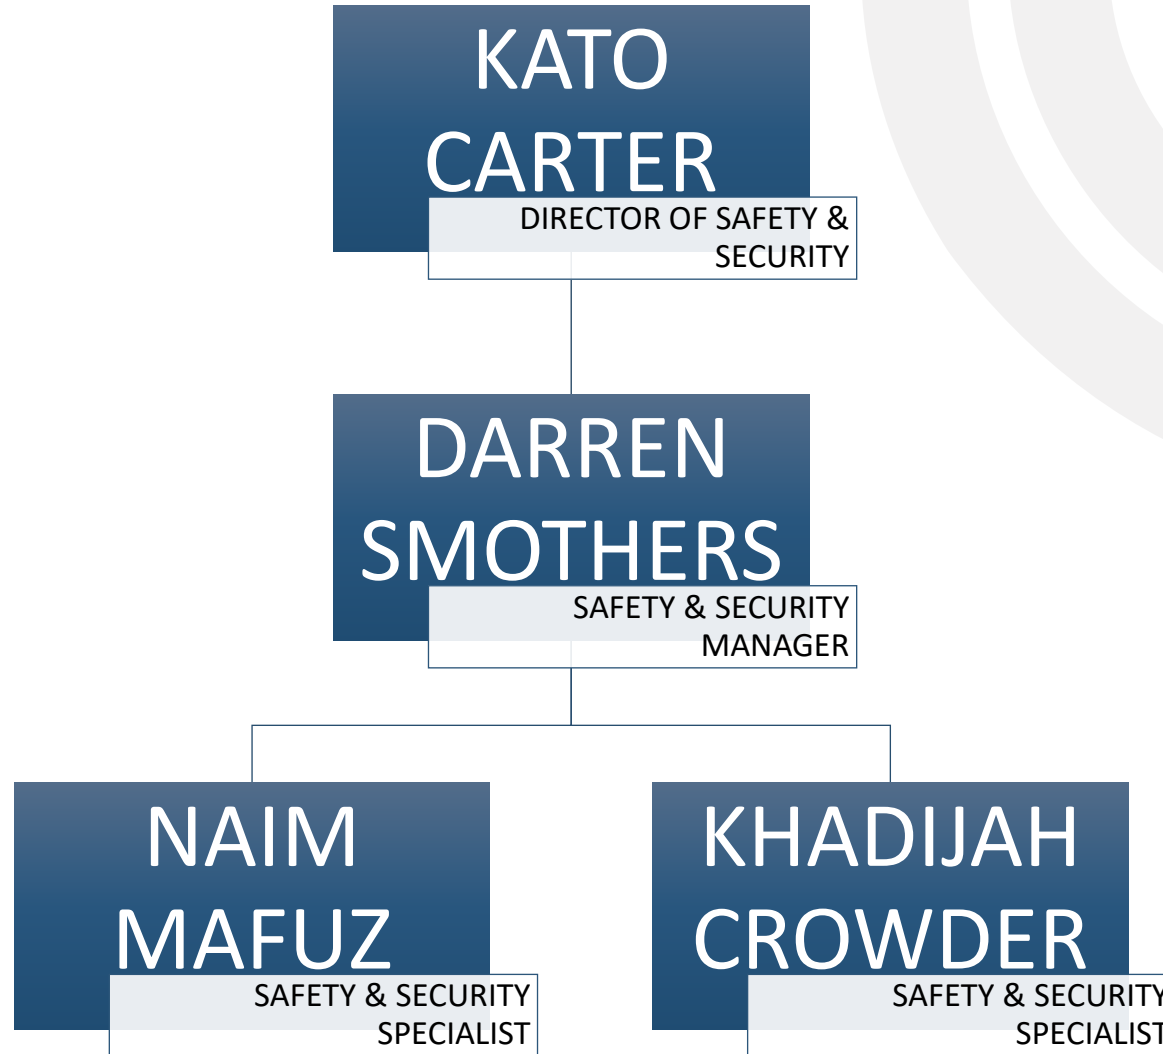 KATO
CARTER
DIRECTOR OF SAFETY &
SECURITY
DARREN
SMOTHERS
SAFETY & SECURITY
MANAGER
NAIM
MAFUZ
SAFETY & SECURITY
SPECIALIST
KHADIJAH
CROWDER
SAFETY & SECURITY
SPECIALIST